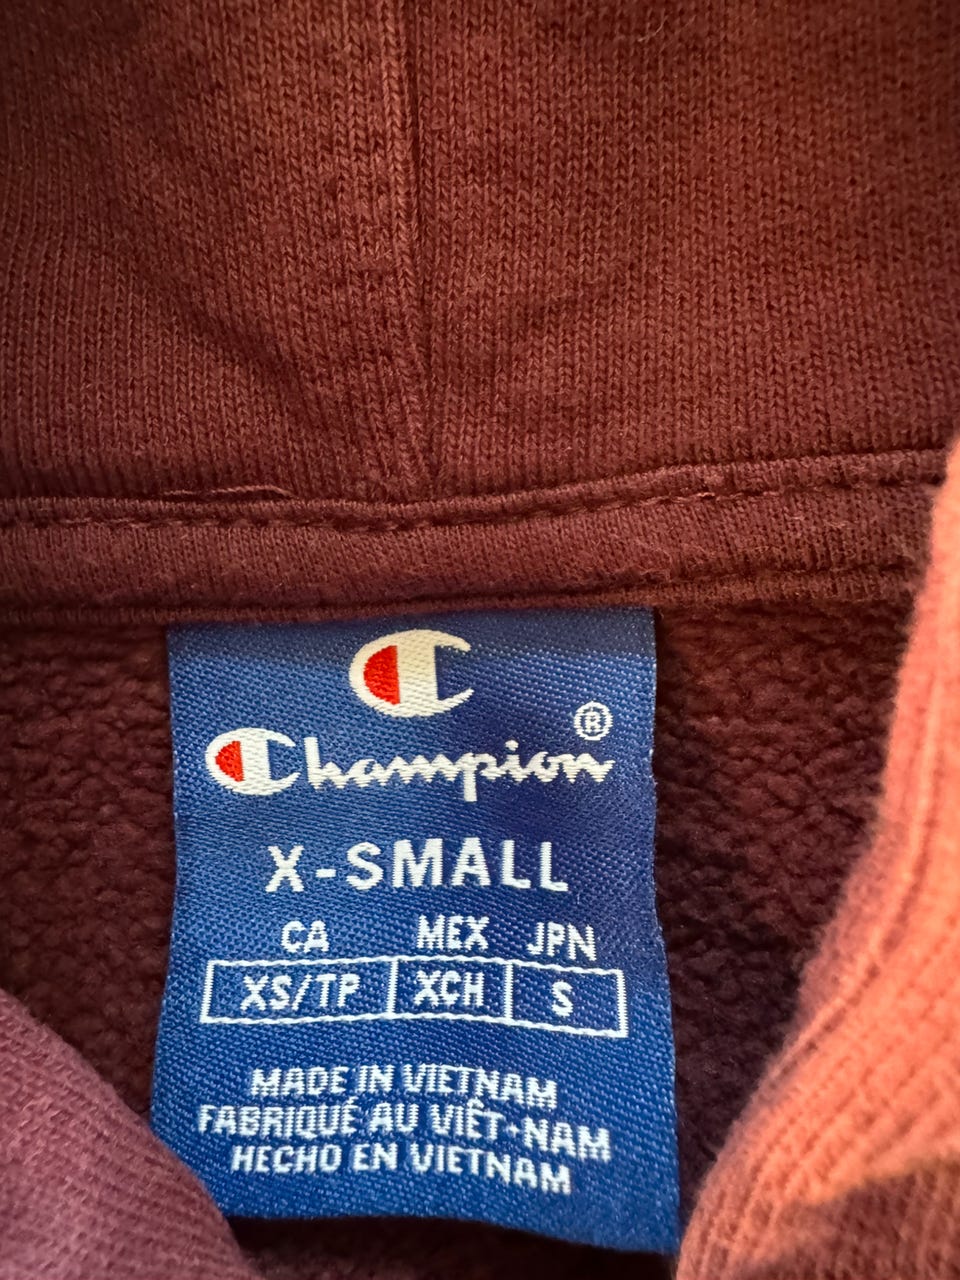 C
Champion®
X-SMALL
CA MEX JPN
XS/TP XCH S
MADE IN VIETNAM
FABRIQUÉ AU VIÊT-NAM
HECHO EN VIETNAM